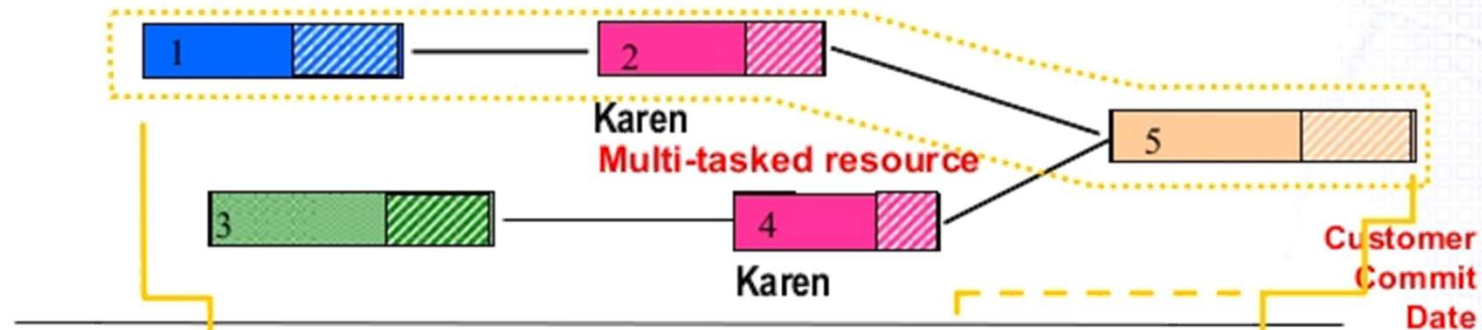 1
2
Karen
Multi-tasked resource
5
3
4
Karen
Customer
Commit
Date